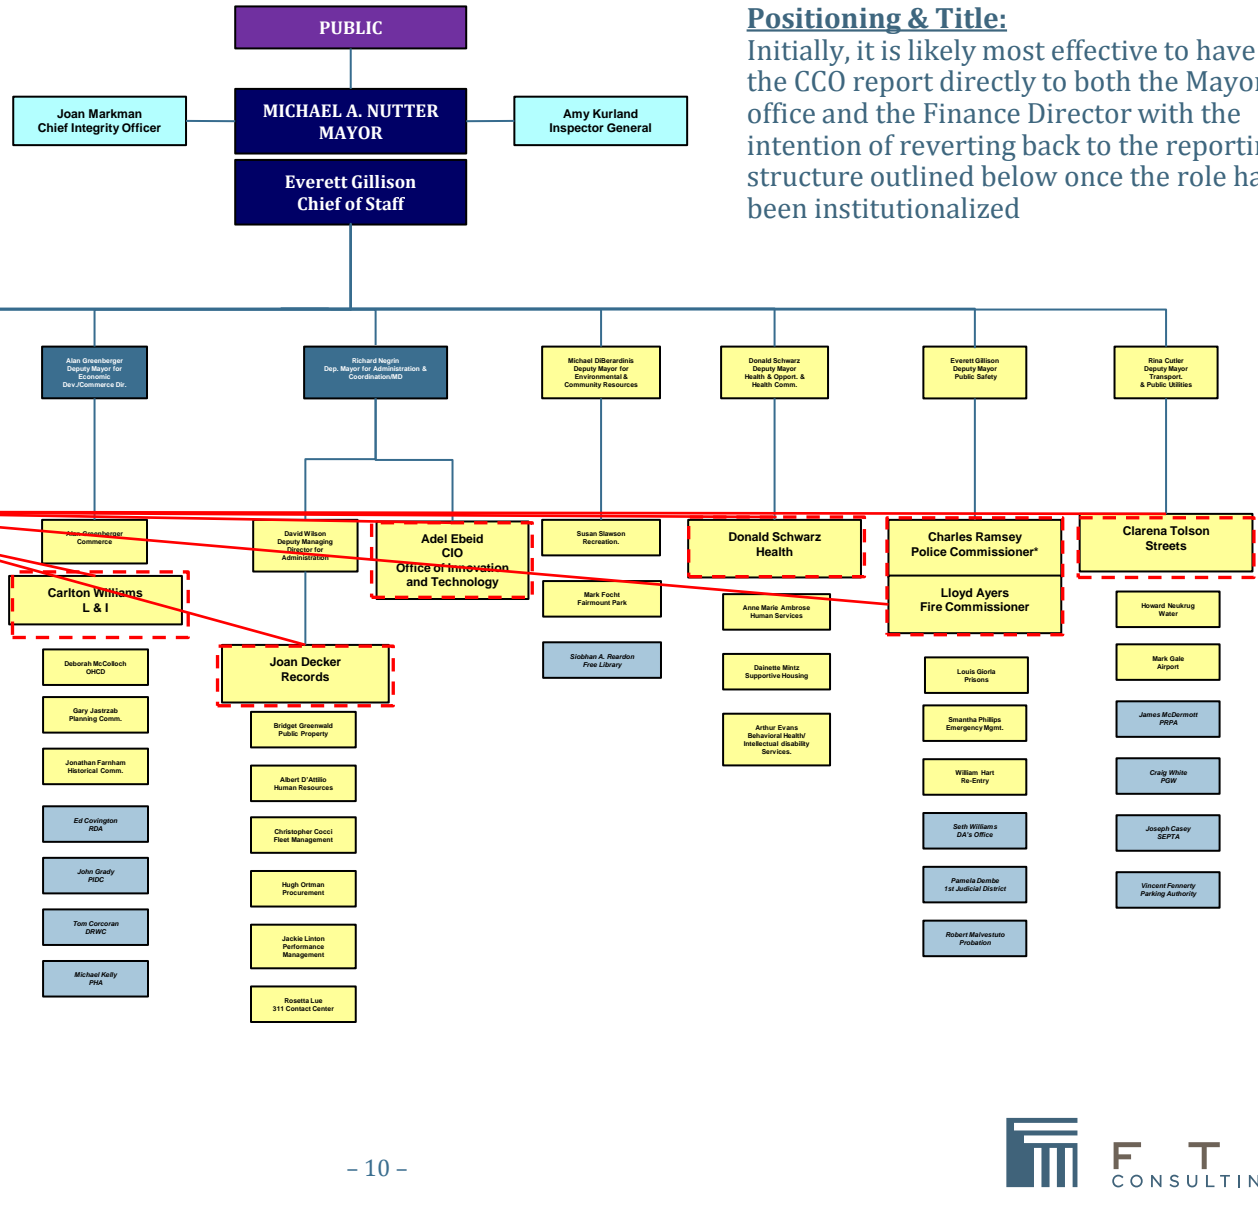 PUBLIC
Joan Markman
Chief Integrity Officer
MICHAEL A. NUTTER
MAYOR
Amy Kurland
Inspector General
Everett Gillison
Chief of Staff
Positioning & Title:
Initially, it is likely most effective to have
the CCO report directly to both the Mayor
office and the Finance Director with the
intention of reverting back to the reportin
structure outlined below once the role ha
been institutionalized
Alan Greenberger
Deputy Mayor for
Economic
Dev./Commerce Dir.
Richard Negrin
Dep. Mayor for Administration &
Coordination/MD
Michael DiBerardinis
Deputy Mayor for
Environmental &
Community Resources
Donald Schwarz
Deputy Mayor
Health & Opport. &
Health Comm.
Everett Gillison
Deputy Mayor
Public Safety
Rina Cutler
Deputy Mayor
Transport.
& Public Utilities
Alan Greenberger
Commerce
Carlton Williams
L & I
Deborah McColloch
OHCD
Gary Jastrzab
Planning Comm.
Jonathan Farnham
Historical Comm.
Ed Covington
RDA
John Grady
PIDC
Tom Corcoran
DRWC
Michael Kelly
PHA
David Wilson
Deputy Managing
Director for
Administration
Joan Decker
Records
Bridget Greenwald
Public Property
Albert D'Attilio
Human Resources
Christopher Cocci
Fleet Management
Hugh Ortman
Procurement
Jackie Linton
Performance
Management
Rosetta Lue
311 Contact Center
Adel Ebeid
CIO
Office of Innovation
and Technology
Susan Slawson
Recreation.
Mark Focht
Fairmount Park
Siobhan A. Reardon
Free Library
Donald Schwarz
Health
Anne Marie Ambrose
Human Services
Dainette Mintz
Supportive Housing
Arthur Evans
Behavioral Health/
Intellectual disability
Services.
Charles Ramsey
Police Commissioner*
Lloyd Ayers
Fire Commissioner
Louis Giorla
Prisons
Smantha Phillips
Emergency Mgmt.
William Hart
Re-Entry
Seth Williams
DA's Office
Pamela Dembe
1st Judicial District
Robert Malvestuto
Probation
Clarena Tolson
Streets
Howard Neukrug
Water
Mark Gale
Airport
James McDermott
PRPA
Craig White
PGW
Joseph Casey
SEPTA
Vincent Fennerty
Parking Authority
– 10 –
F T
CONSULTIN